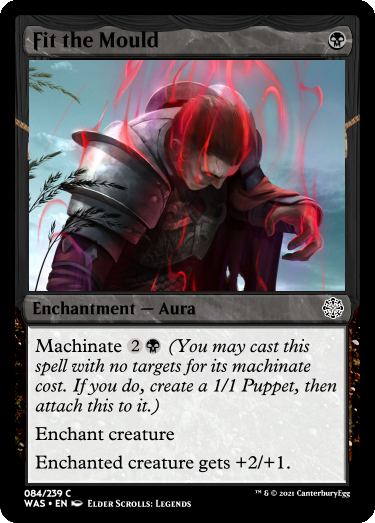 Fit the Mould
Enchantment — Aura
Machinate 2 (You may cast this
spell with no targets for its machinate
cost. If you do, create a 1/1 Puppet, then
attach this to it.)
Enchant creature
Enchanted creature gets +2/+1.
084/239 C
WAS • EN Elder Scrolls: Legends
™ & © 2021 CanterburyEgg